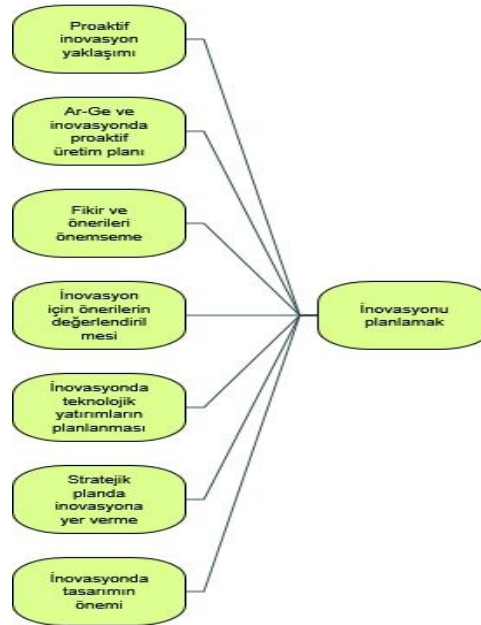 Proaktif
inovasyon
yaklaşımı
Ar-Ge ve
inovasyonda
proaktif
üretim planı
Fikir ve
önerileri
önemseme
İnovasyon
için önerilerin
değerlendiril
mesi
İnovasyonu
planlamak
İnovasyonda
teknolojik
yatırımların
planlanması
Stratejik
planda
inovasyona
yer verme
İnovasyonda
tasarımın
önemi